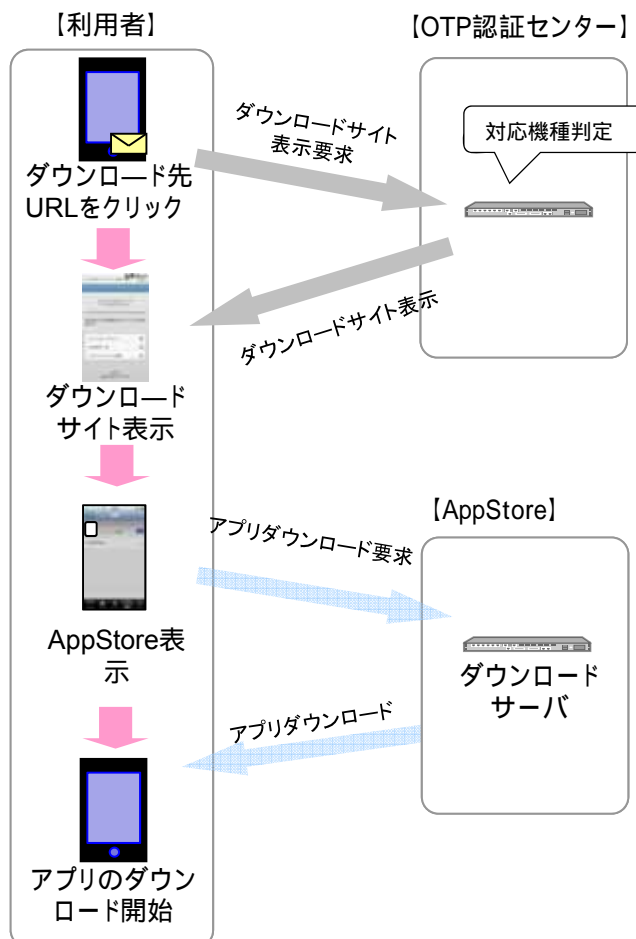 【利用者】
【OTP認証センター】
ダウンロードサイト
表示要求
対応機種判定
ダウンロード先
URLをクリック
ダウンロードサイト表示
ダウンロード
サイト表示
【AppStore】
アプリダウンロード要求
AppStore表
示
ダウンロード
サーバ
アプリダウンロード
アプリのダウン
ロード開始